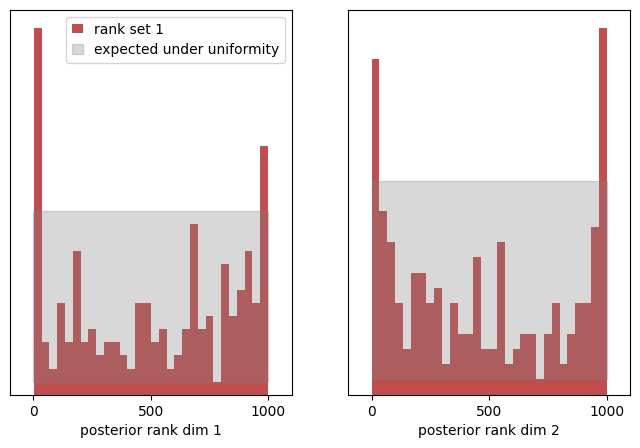 rank set 1
expected under uniformity
0 500 1000
posterior rank dim 1
0 500 1000
posterior rank dim 2